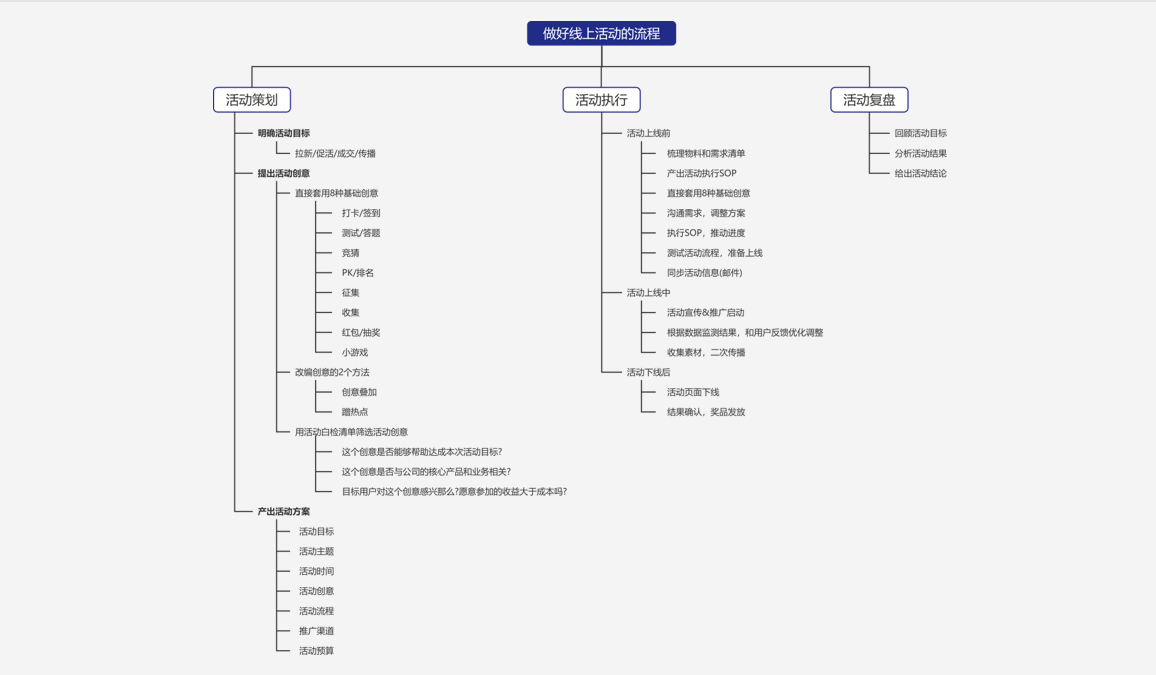 做好线上活动的流程
活动策划
明确活动目标
拉新/促活/成交/传播
提出活动创意
直接套用8种基础创意
打卡/签到
测试/答题
竞猜
PK/排名
征集
收集
红包/抽奖
小游戏
改编创意的2个方法
创意叠加
蹭热点
用活动白检清单筛选活动创意
这个创意是否能够帮助达成本次活动目标?
这个创意是否与公司的核心产品和业务相关?
目标用户对这个创意感兴那么?愿意参加的收益大于成本吗?
产出活动方案
活动目标
活动主题
活动时间
活动创意
活动流程
推广渠道
活动预算
活动执行
活动上线前
梳理物料和需求清单
产出活动执行SOP
直接套用8种基础创意
沟通需求，调整方案
执行SOP，推动进度
测试活动流程，准备上线
同步活动信息(邮件)
活动上线中
活动宣传&推广启动
根据数据监测结果，和用户反馈优化调整
收集素材，二次传播
活动下线后
活动页面下线
结果确认，奖品发放
活动复盘
回顾活动目标
分析活动结果
给出活动结论